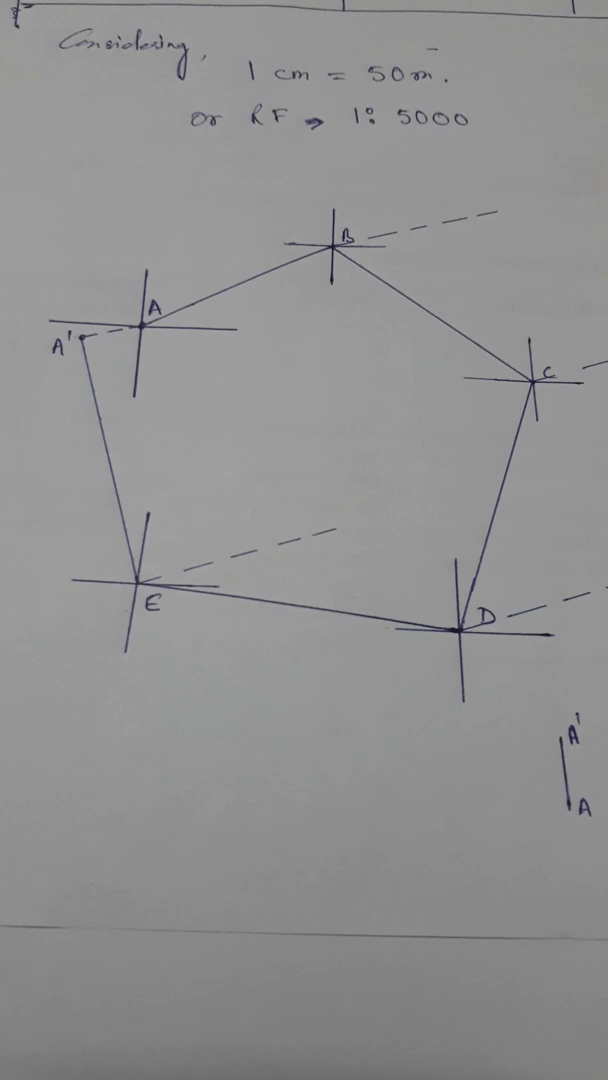 Considering,
1 cm = 50 m.
or RF → 1: 5000
B
A
A'
C
E
D
A'
A